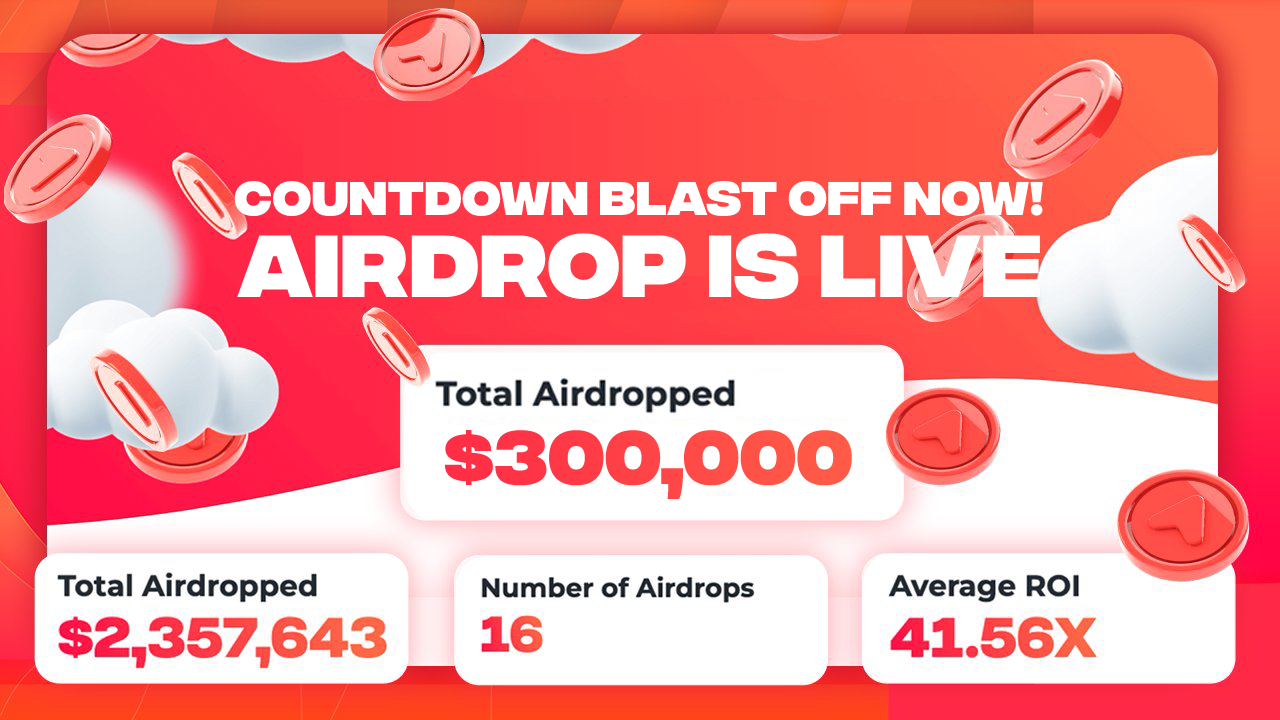 COUNTDOWN BLAST OFF NOW!
AIRDROP IS LIVE
Total Airdropped
$300,000
Total Airdropped
$2,357,643
Number of Airdrops
16
Average ROI
41.56X